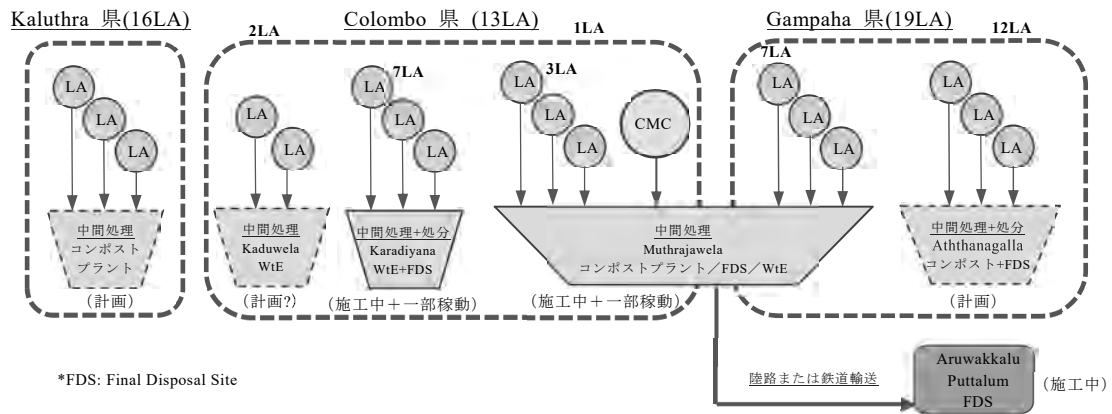 Kaluthra 県(16LA)
Colombo 県(13LA)
Gampaha 県(19LA)
2LA
7LA
1LA
3LA
7LA
12LA
LA
LA
LA
LA
LA
LA
LA
LA
LA
LA
LA
CMC
LA
LA
LA
LA
LA
LA
中間処理
コンポスト
プラント
(計画)
中間処理
Kaduwela
WtE
(計画?)
中間処理+処分
Karadiyana
WtE+FDS
(施工中+一部稼動)
中間処理
Muthrajawela
コンポストプラント/FDS/WtE
(施工中+一部稼動)
中間処理+処分
Aththanagalla
コンポスト+FDS
(計画)
*FDS: Final Disposal Site
陸路または鉄道輸送
Aruwakkalu
Puttalum
FDS
(施工中)